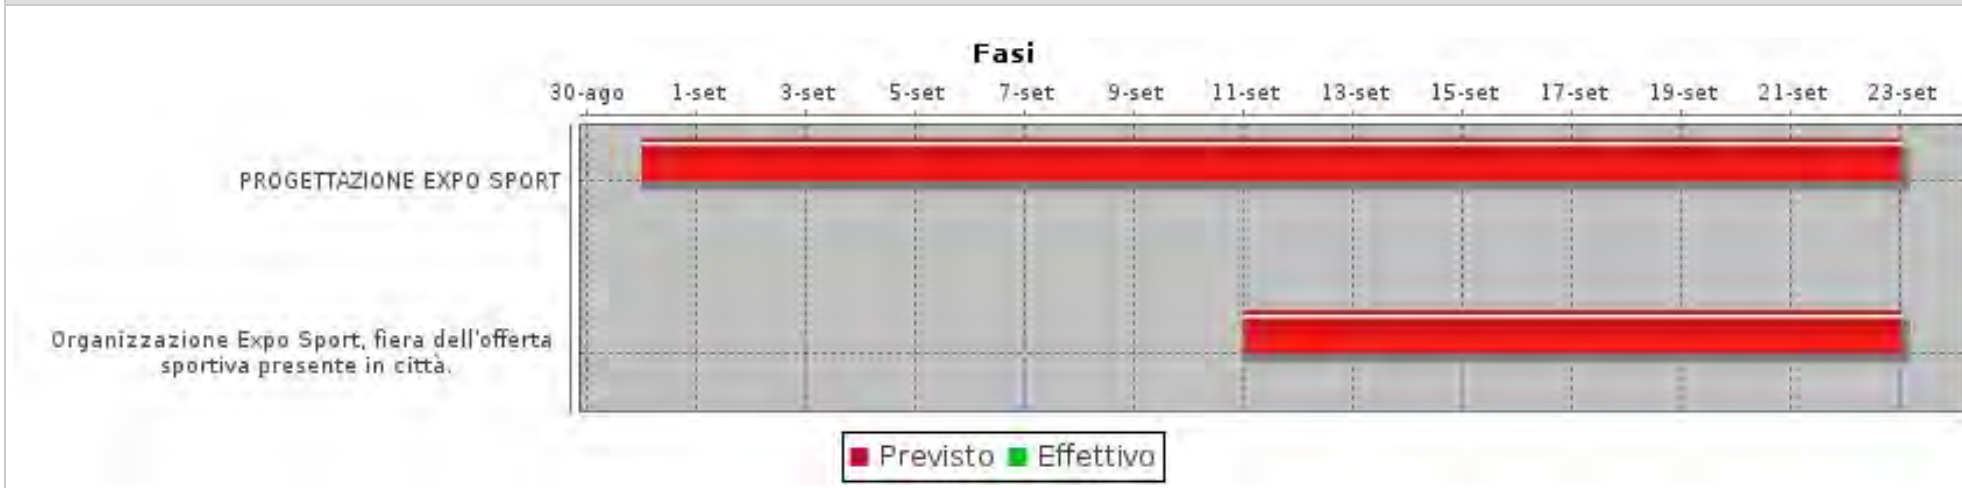 Fasi
30-ago 1-set 3-set 5-set 7-set 9-set 11-set 13-set 15-set 17-set 19-set 21-set 23-set
PROGETTAZIONE EXPO SPORT
Organizzazione Expo Sport, fiera dell'offerta
sportiva presente in città.
Previsto Effettivo